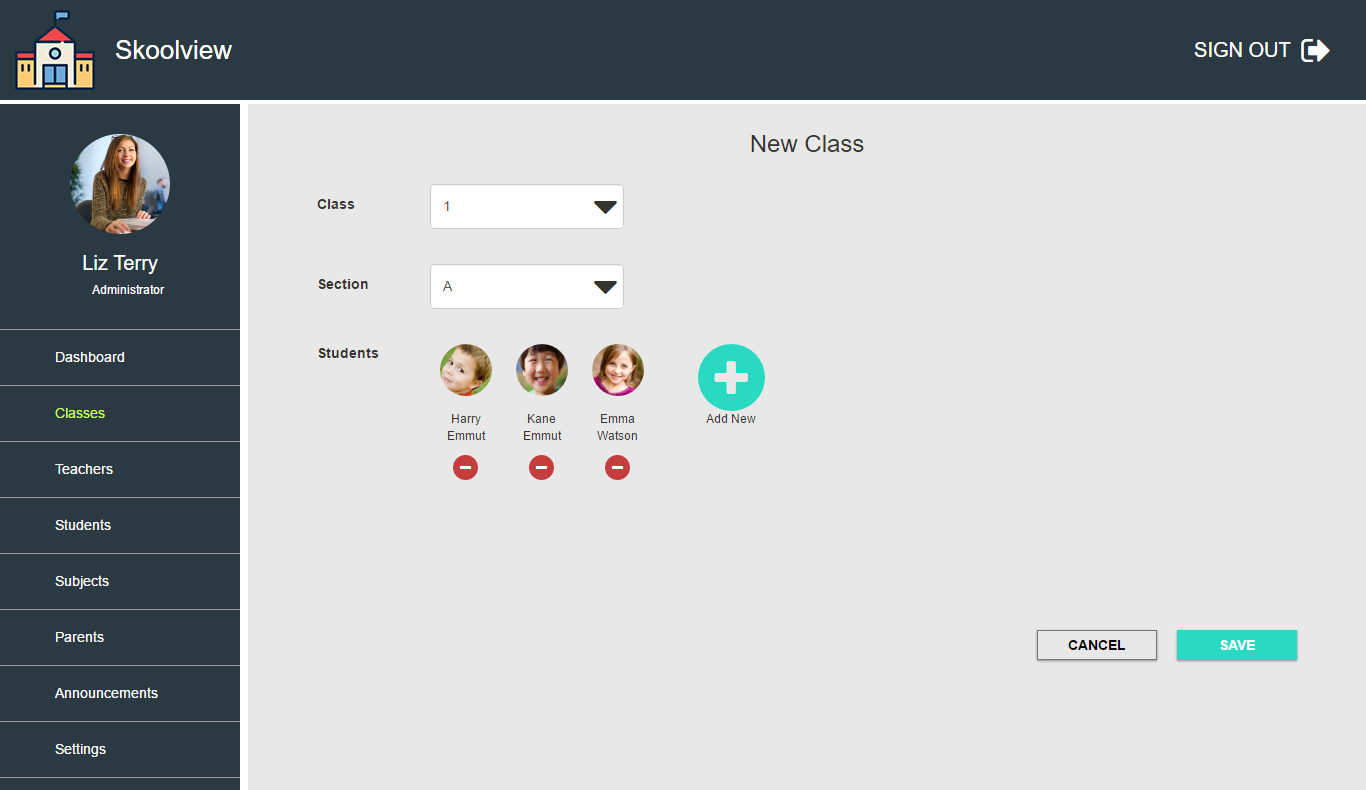 Skoolview
SIGN OUT
Liz Terry
Administrator
Dashboard
Classes
Teachers
Students
Subjects
Parents
Announcements
Settings
New Class
Class
1
Section
A
Students
Harry
Emmut
Kane
Emmut
Emma
Watson
Add New
CANCEL
SAVE